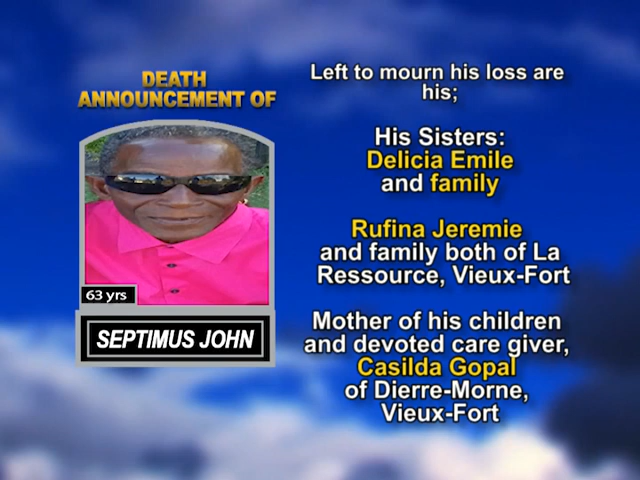 DEATH
ANNOUNCEMENT OF
63 yrs
SEPTIMUS JOHN
Left to mourn his loss are
his;
His Sisters:
Delicia Emile
and family
Rufina Jeremie
and family both of La
Ressource, Vieux-Fort
Mother of his children
and devoted care giver,
Casilda Gopal
of Dierre-Morne,
Vieux-Fort